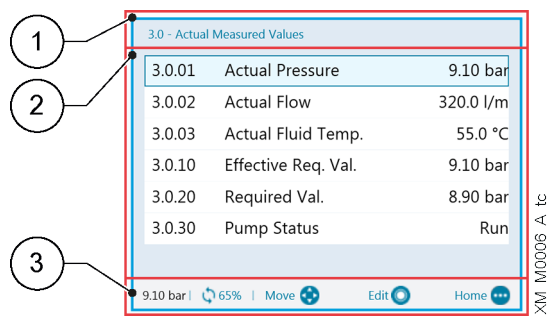 1
3.0 - Actual Measured Values
2
3.0.01 Actual Pressure 9.10 bar
3.0.02 Actual Flow 320.0 l/m
3.0.03 Actual Fluid Temp. 55.0 °C
3.0.10 Effective Req. Val. 9.10 bar
3.0.20 Required Val. 8.90 bar
3.0.30 Pump Status Run
3
9.10 bar | 65% | Move Edit Home
XM_M0006_A_tc